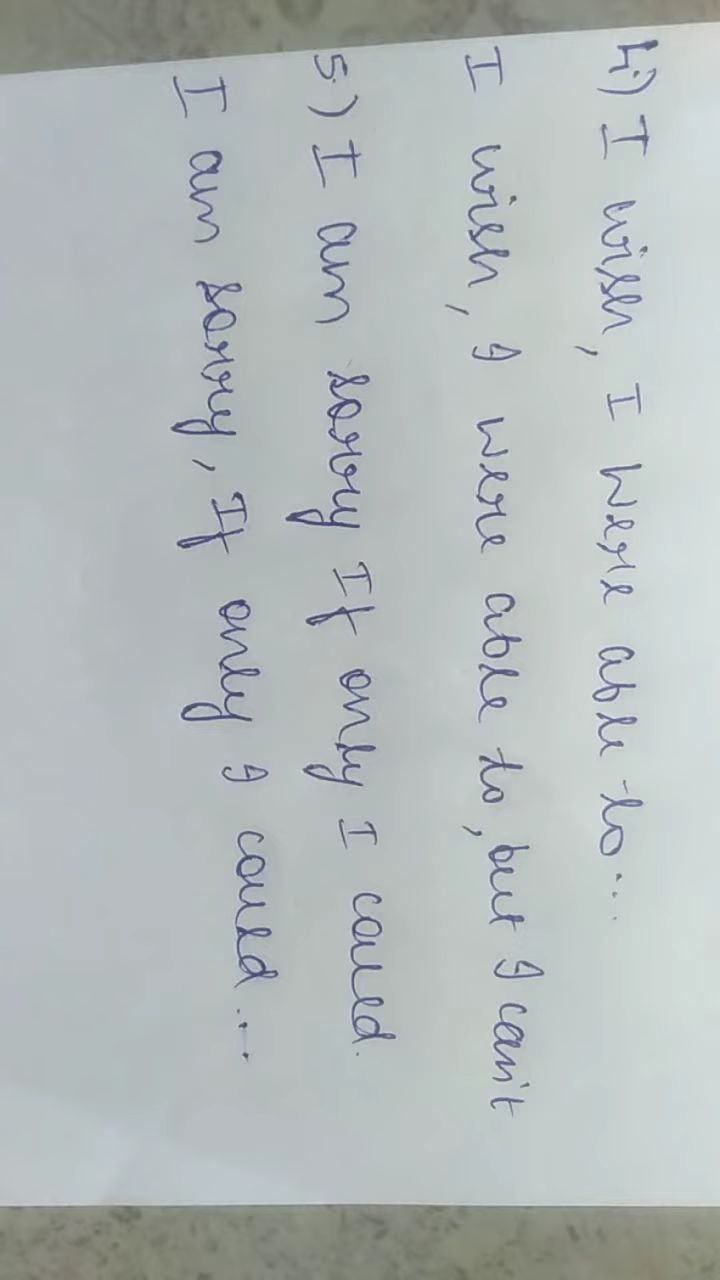 4.) I wish, I were able to...
I wish, I were able to, but I can't
5.) I am sorry If only I could.
I am sorry, If only I could...